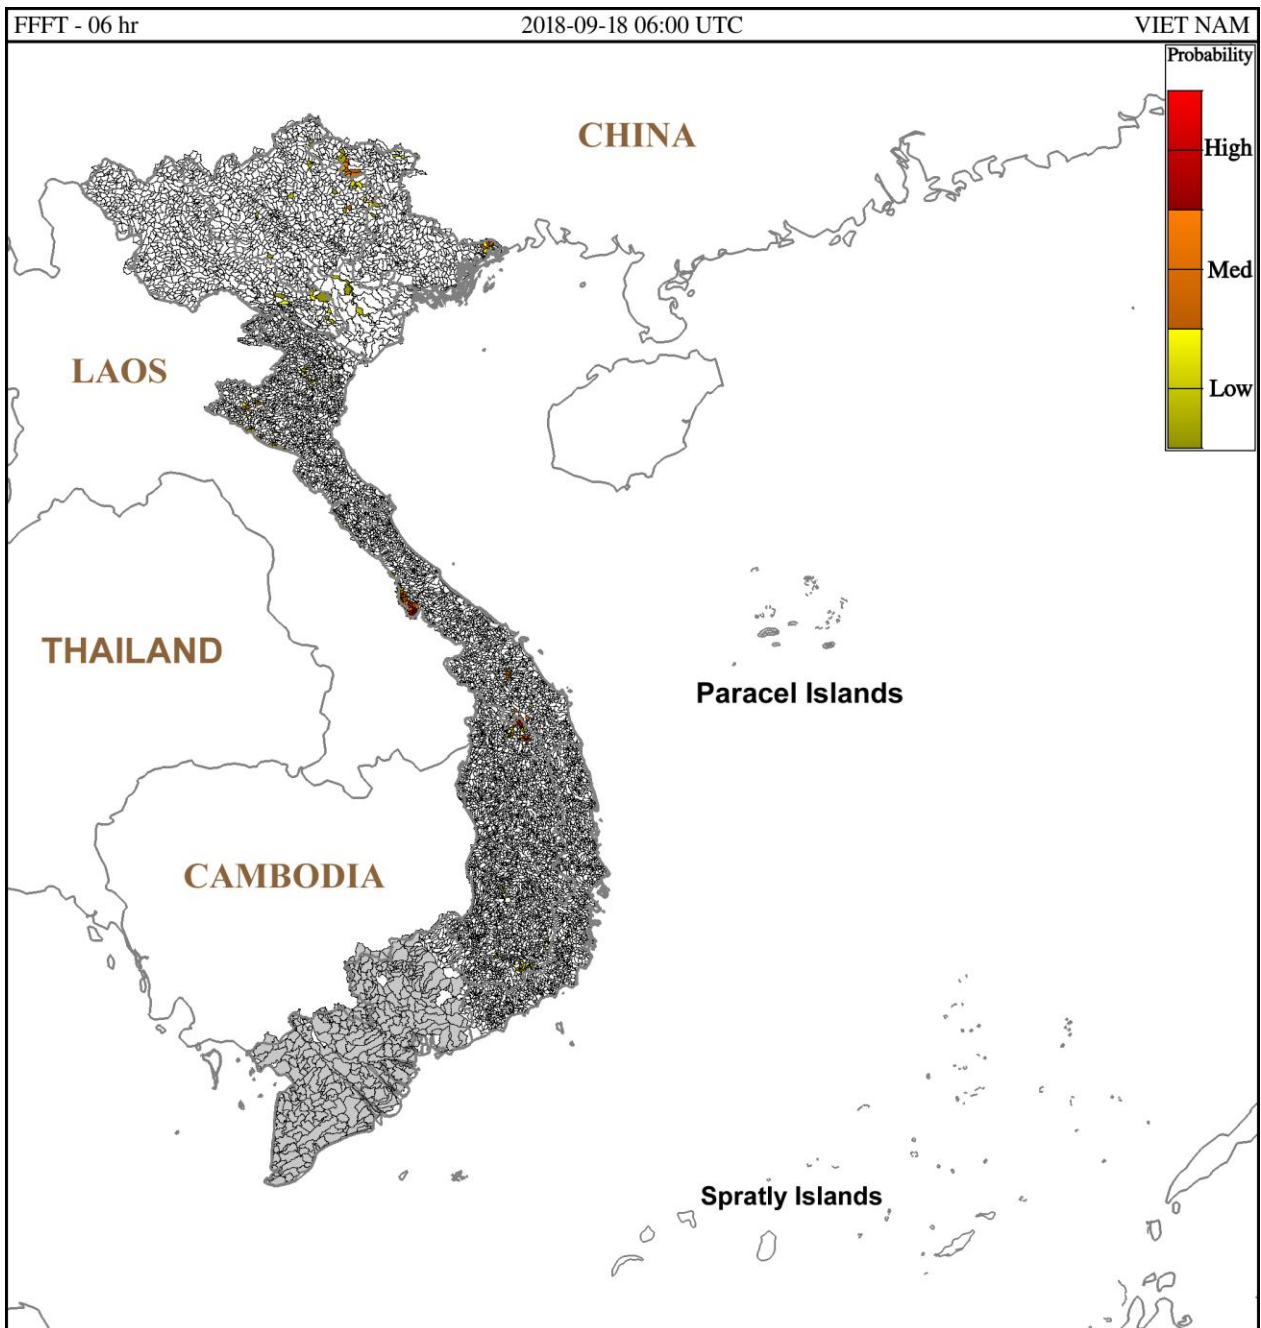 FFFT - 06 hr
2018-09-18 06:00 UTC
VIET NAM
Probability
High
Med
Low
CHINA
LAOS
THAILAND
Paracel Islands
CAMBODIA
Spratly Islands